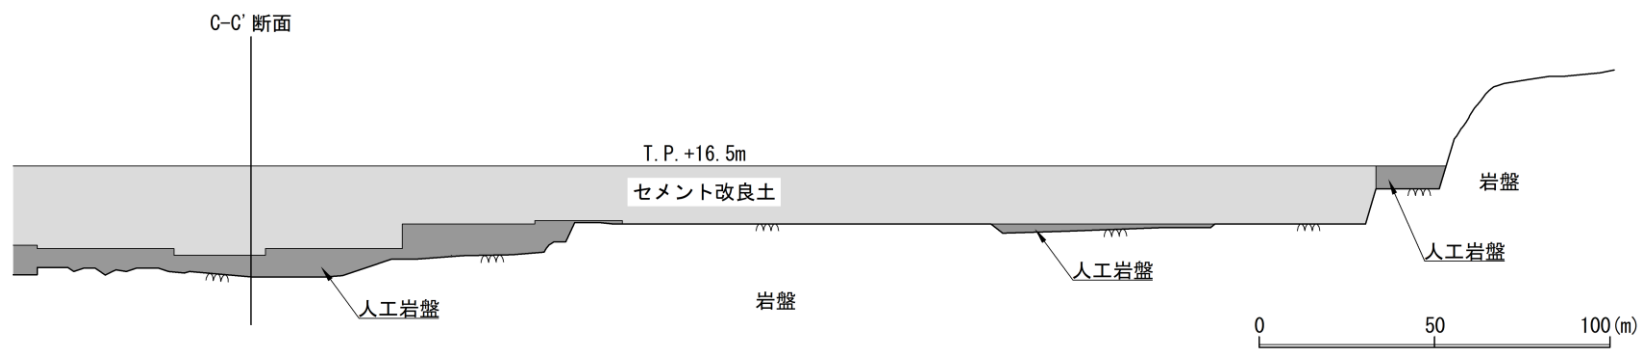 C-C' 断面
T.P.+16.5m
セメント改良土
岩盤
人工岩盤
人工岩盤
岩盤
人工岩盤
0 50 100(m)